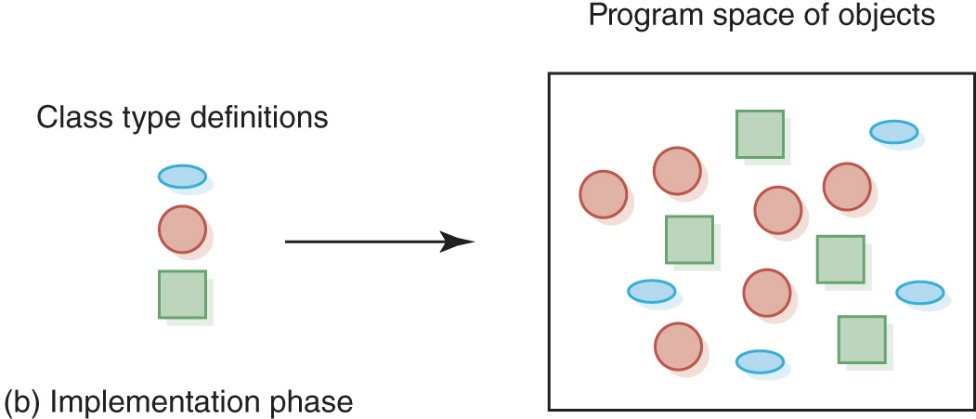 Program space of objects
Class type definitions
(b) Implementation phase